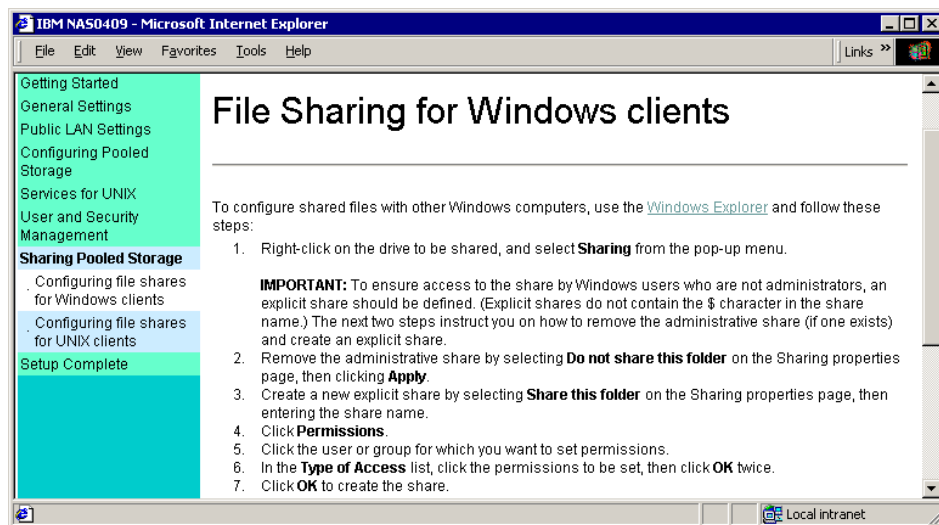 IBM NAS0409 - Microsoft Internet Explorer
File Edit View Favorites Tools Help
Links »
Getting Started
General Settings
Public LAN Settings
Configuring Pooled
Storage
Services for UNIX
User and Security
Management
Sharing Pooled Storage
. Configuring file shares
for Windows clients
. Configuring file shares
for UNIX clients
Setup Complete
File Sharing for Windows clients
To configure shared files with other Windows computers, use the Windows Explorer and follow these
steps:
1. Right-click on the drive to be shared, and select Sharing from the pop-up menu.
IMPORTANT: To ensure access to the share by Windows users who are not administrators, an
explicit share should be defined. (Explicit shares do not contain the $ character in the share
name.) The next two steps instruct you on how to remove the administrative share (if one exists)
and create an explicit share.
2. Remove the administrative share by selecting Do not share this folder on the Sharing properties
page, then clicking Apply.
3. Create a new explicit share by selecting Share this folder on the Sharing properties page, then
entering the share name.
4. Click Permissions.
5. Click the user or group for which you want to set permissions.
6. In the Type of Access list, click the permissions to be set, then click OK twice.
7. Click OK to create the share.
Local intranet